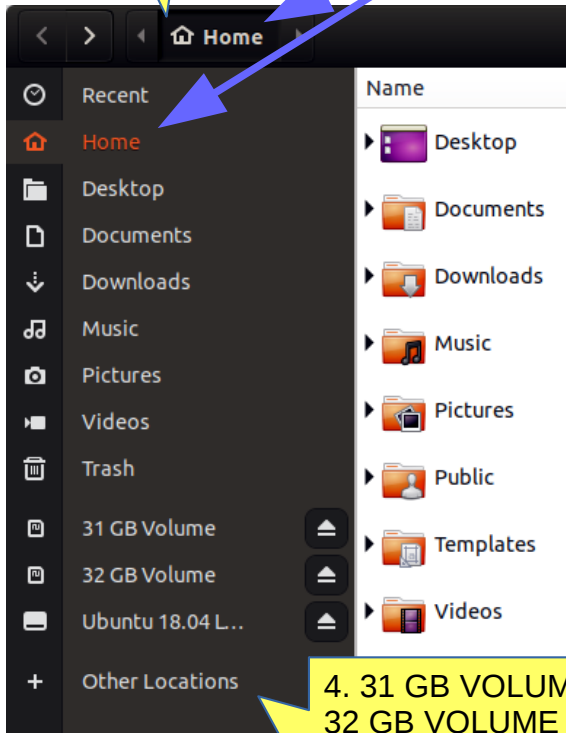 Home
Recent
Home
Desktop
Documents
Downloads
Music
Pictures
Videos
Trash
31 GB Volume
32 GB Volume
Ubuntu 18.04 L...
Other Locations
Name
Desktop
Documents
Downloads
Music
Pictures
Public
Templates
Videos
4. 31 GB VOLUM
32 GB VOLUME